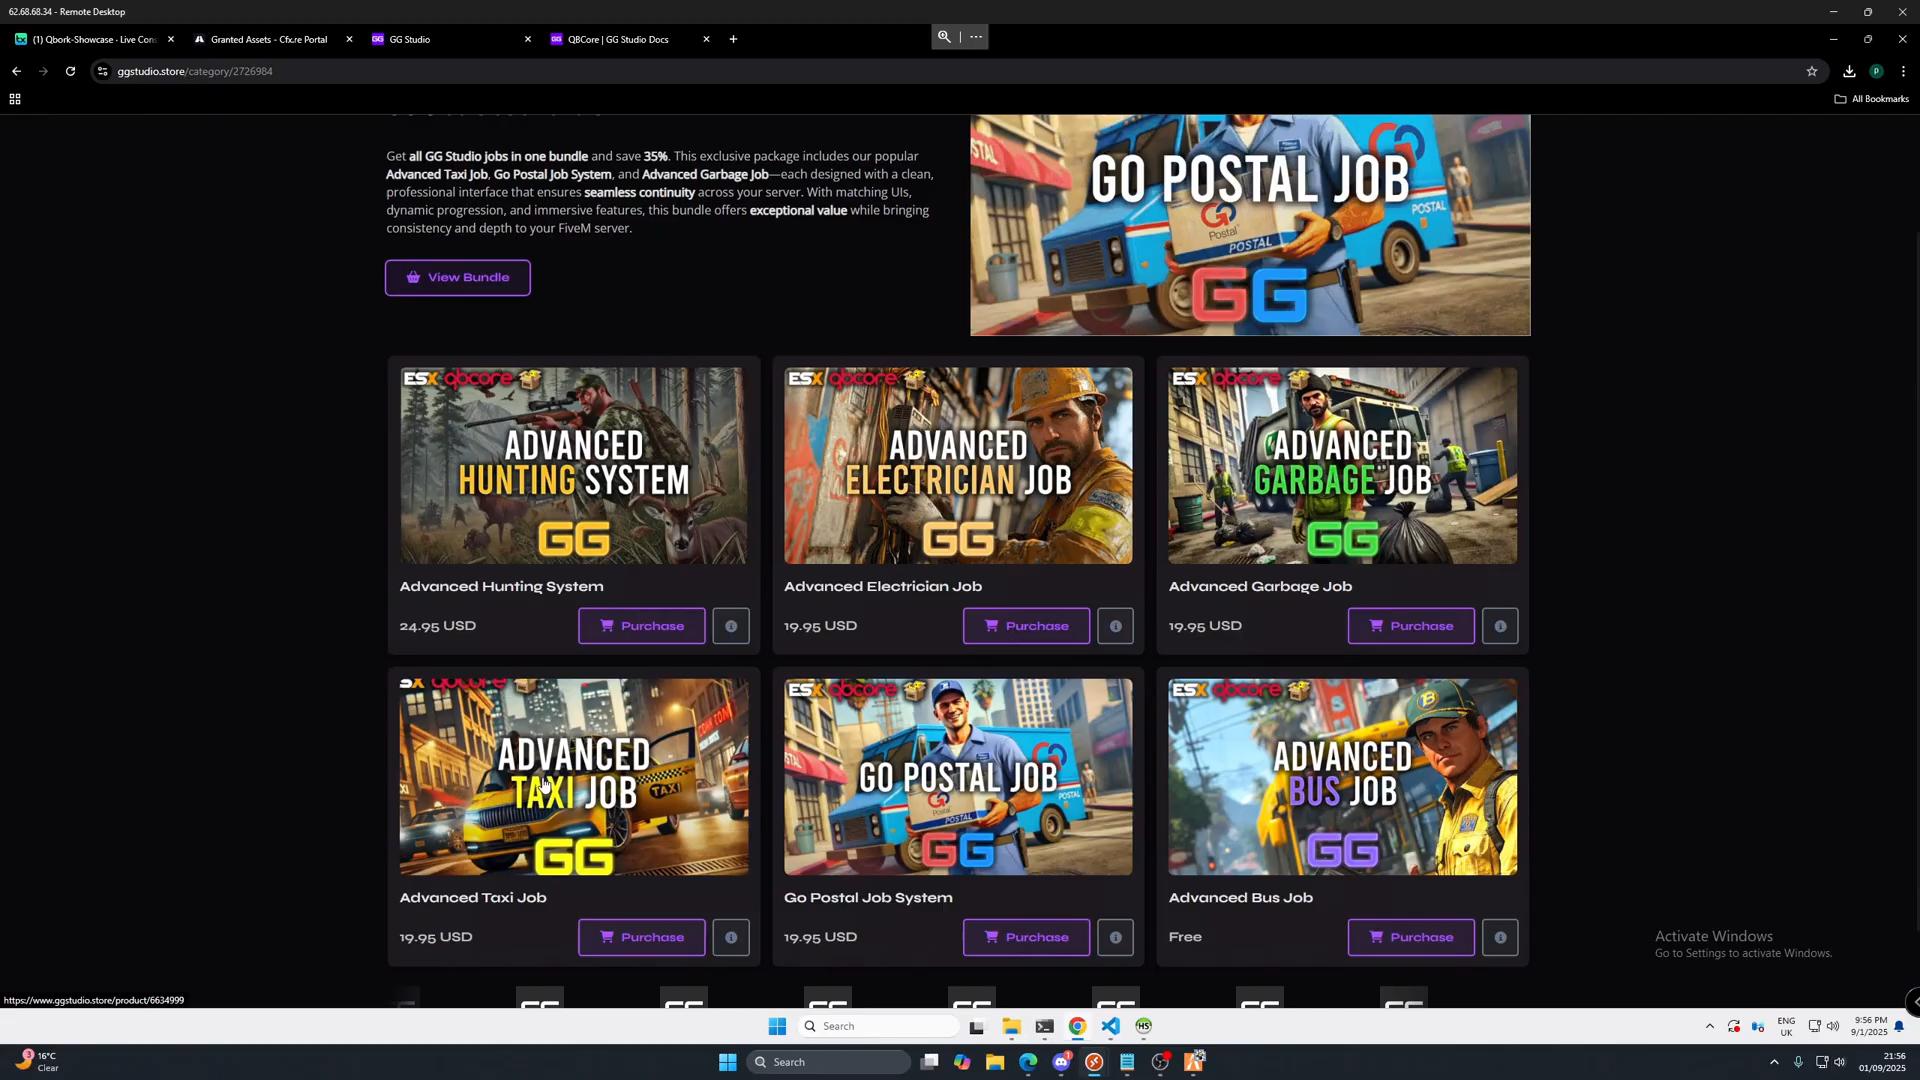 62.68.68.34 - Remote Desktop
(1) Qbork-Showcase - Live Con
Granted Assets - Cfx.re Portal
GG Studio
QBCore | GG Studio Docs
ggstudio.store/category/2726984
All Bookmarks
Get all GG Studio jobs in one bundle and save 35%. This exclusive package includes our popular
Advanced Taxi Job, Go Postal Job System, and Advanced Garbage Job—each designed with a clean,
professional interface that ensures seamless continuity across your server. With matching UIs,
dynamic progression, and immersive features, this bundle offers exceptional value while bringing
consistency and depth to your FiveM server.
View Bundle
STAL
POSTAL
GO POSTAL JOB
Postal
POSTAL
GG
ESX qbcore
ADVANCED
HUNTING SYSTEM
GG
ESX qbcore
ADVANCED
ELECTRICIAN JOB
GG
ESX qbcore
ADVANCED
GARBAGE JOB
GG
Advanced Hunting System
Advanced Electrician Job
Advanced Garbage Job
24.95 USD
Purchase
19.95 USD
Purchase
19.95 USD
Purchase
ADVANCED
TAXI JOB
TAXI
GG
ESX qbcore
GO POSTAL JOB
POSTAL
GG
ESX qbcore
ADVANCED
BUS JOB
GG
Advanced Taxi Job
Go Postal Job System
Advanced Bus Job
19.95 USD
Purchase
19.95 USD
Purchase
Free
Purchase
Activate Windows
Go to Settings to activate Windows.
https://www.ggstudio.store/product/6634999
Search
ENG
UK
9:56 PM
9/1/2025
16°C
Clear
Search
21:56
01/09/2025